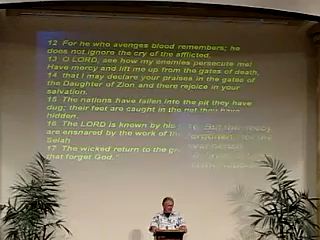 12 For he who avenges blood remembers; he
does not ignore the cry of the afflicted.
13 O LORD, see how my enemies persecute me!
Have mercy and lift me up from the gates of death,
14 that I may declare your praises in the gates of
the Daughter of Zion and there rejoice in your
salvation.
15 The nations have fallen into the pit they have
dug; their feet are caught in the net they have
hidden.
16 The LORD is known by his
are ensnared by the work of
Selah
17 The wicked return to the
that forget God."